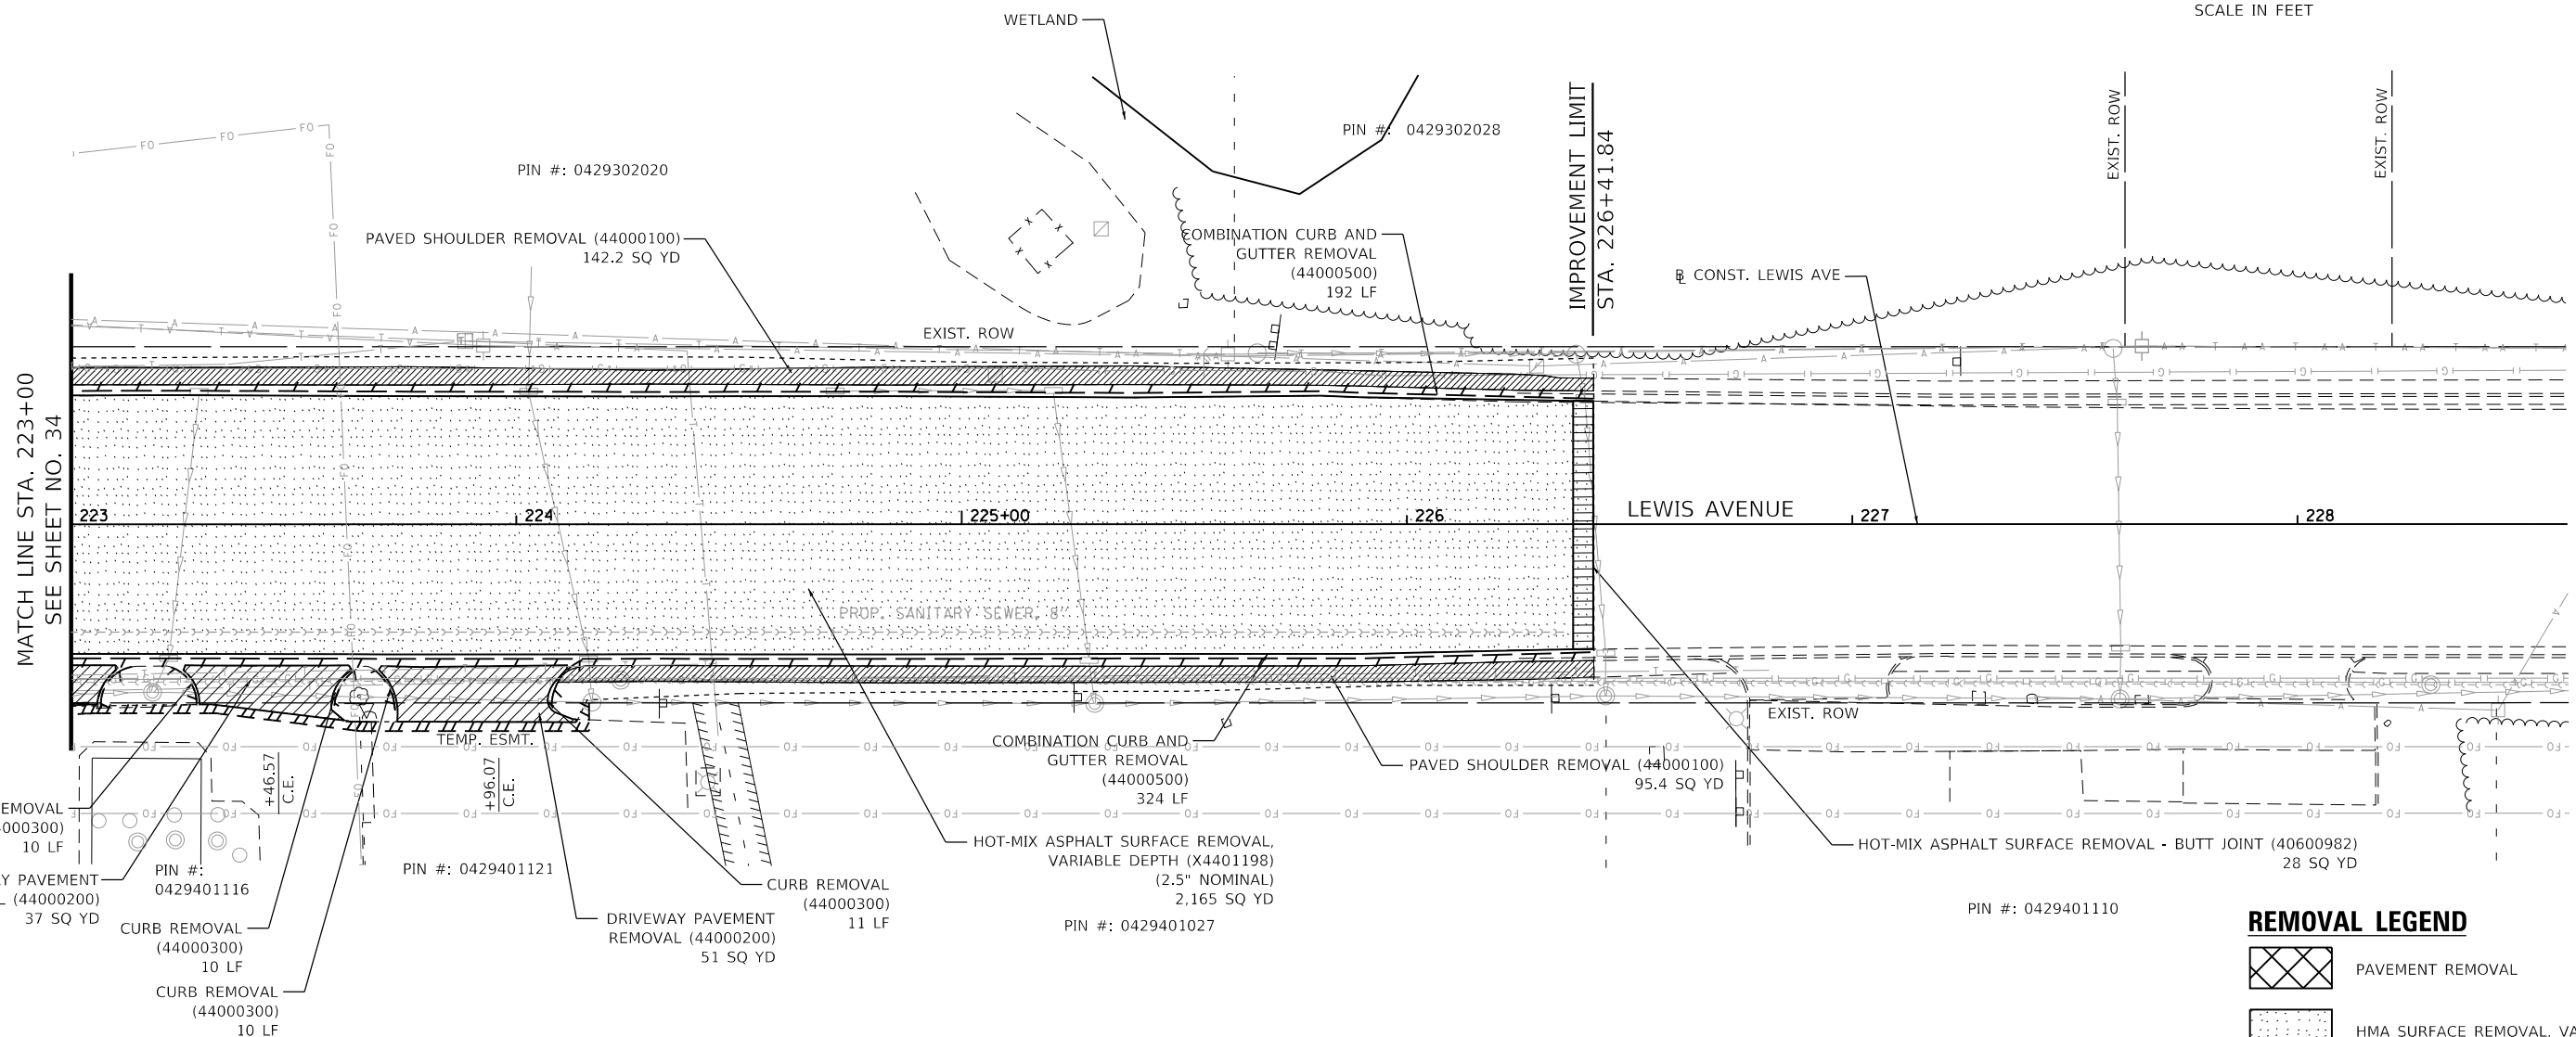 SCALE IN FEET
WETLAND
PIN #: 0429302028
PIN #: 0429302020
IMPROVEMENT LIMIT
STA. 226+41.84
EXIST. ROW
EXIST. ROW
PAVED SHOULDER REMOVAL (44000100)
142.2 SQ YD
COMBINATION CURB AND
GUTTER REMOVAL
(44000500)
192 LF
CONST. LEWIS AVE
EXIST. ROW
MATCH LINE STA. 223+00
SEE SHEET NO. 34
223
224
225+00
226
LEWIS AVENUE
227
228
PROP. SANITARY SEWER, 8"
EXIST. ROW
TEMP. ESMT.
+46.57
C.E.
+96.07
C.E.
EMOVAL
000300)
10 LF
Y PAVEMENT
L (44000200)
37 SQ YD
PIN #:
0429401116
CURB REMOVAL
(44000300)
10 LF
CURB REMOVAL
(44000300)
10 LF
PIN #: 0429401121
DRIVEWAY PAVEMENT
REMOVAL (44000200)
51 SQ YD
CURB REMOVAL
(44000300)
11 LF
COMBINATION CURB AND
GUTTER REMOVAL
(44000500)
324 LF
HOT-MIX ASPHALT SURFACE REMOVAL,
VARIABLE DEPTH (X4401198)
(2.5" NOMINAL)
2,165 SQ YD
PIN #: 0429401027
PAVED SHOULDER REMOVAL (44000100)
95.4 SQ YD
HOT-MIX ASPHALT SURFACE REMOVAL - BUTT JOINT (40600982)
28 SQ YD
PIN #: 0429401110
REMOVAL LEGEND
PAVEMENT REMOVAL
HMA SURFACE REMOVAL, VA